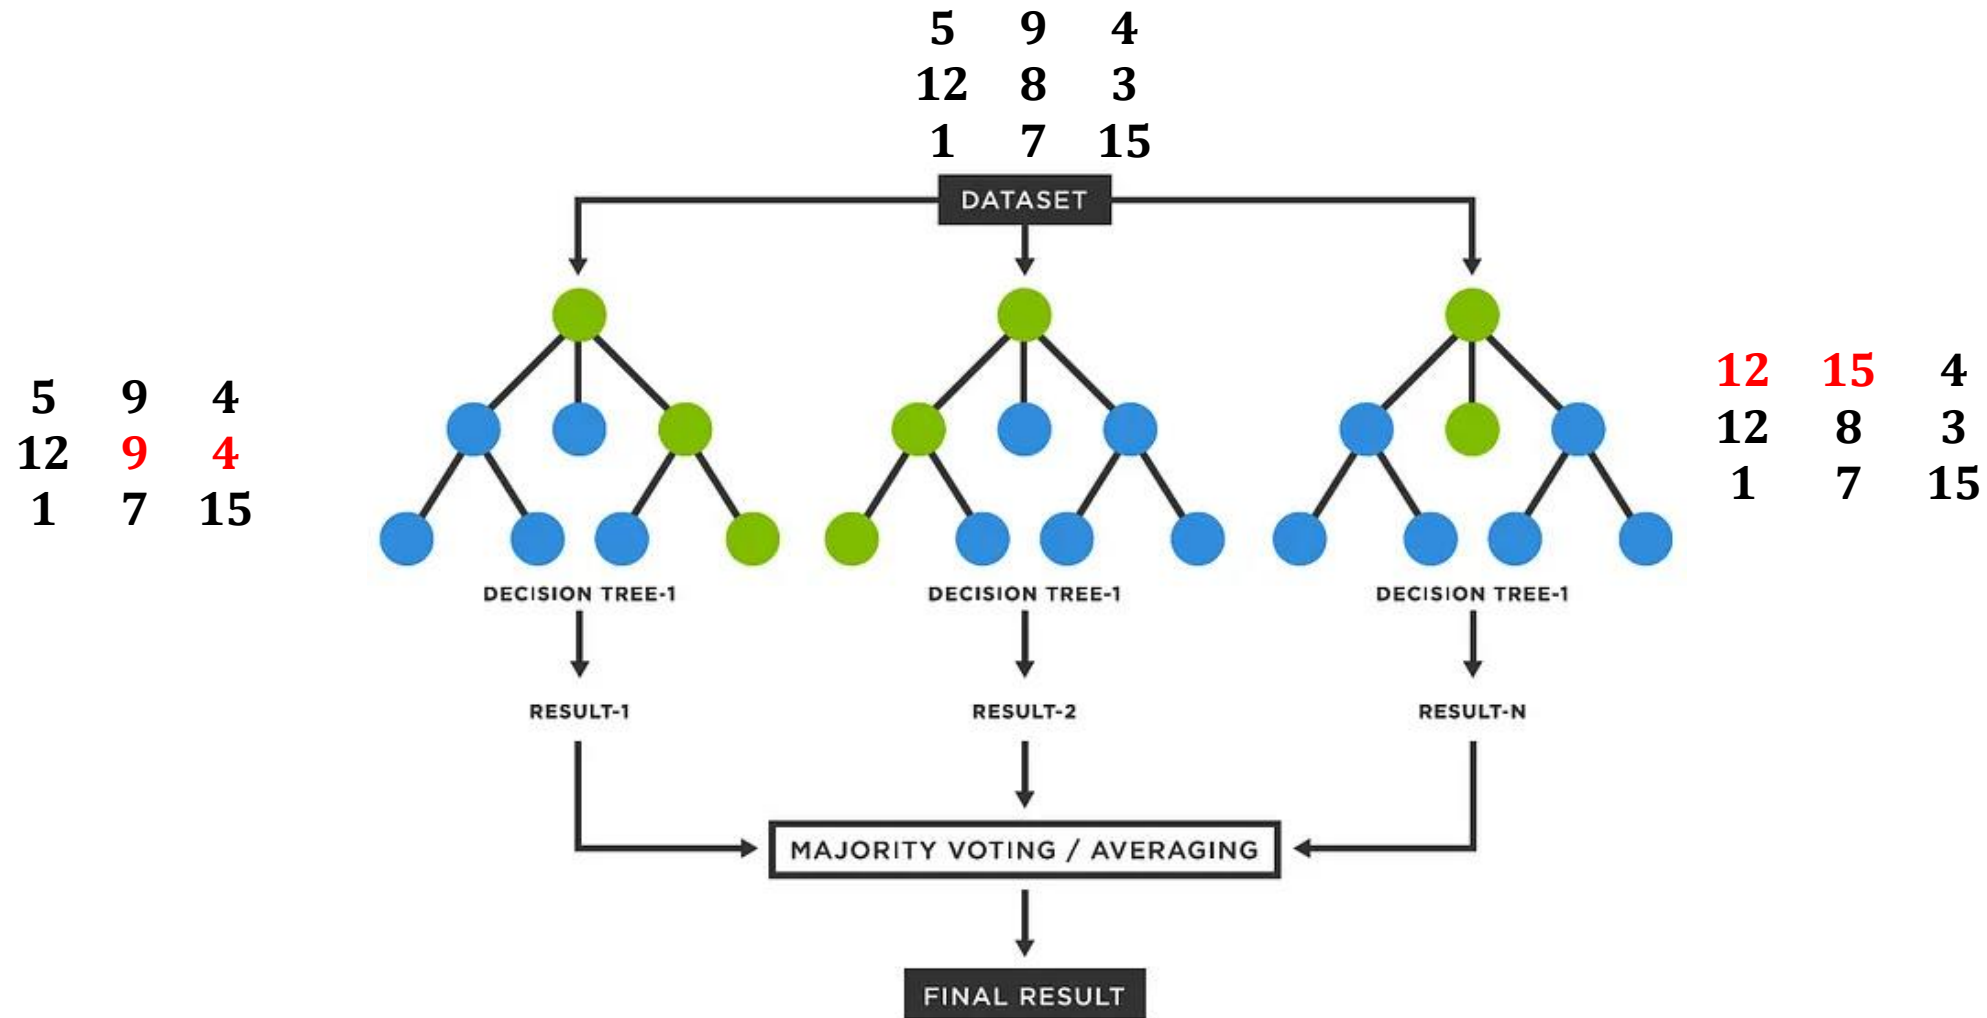 5 9 4
12 8 3
1 7 15
DATASET
5 9 4
12 9 4
1 7 15
12 15 4
12 8 3
1 7 15
DECISION TREE-1
DECISION TREE-1
DECISION TREE-1
RESULT-1
RESULT-2
RESULT-N
MAJORITY VOTING / AVERAGING
FINAL RESULT